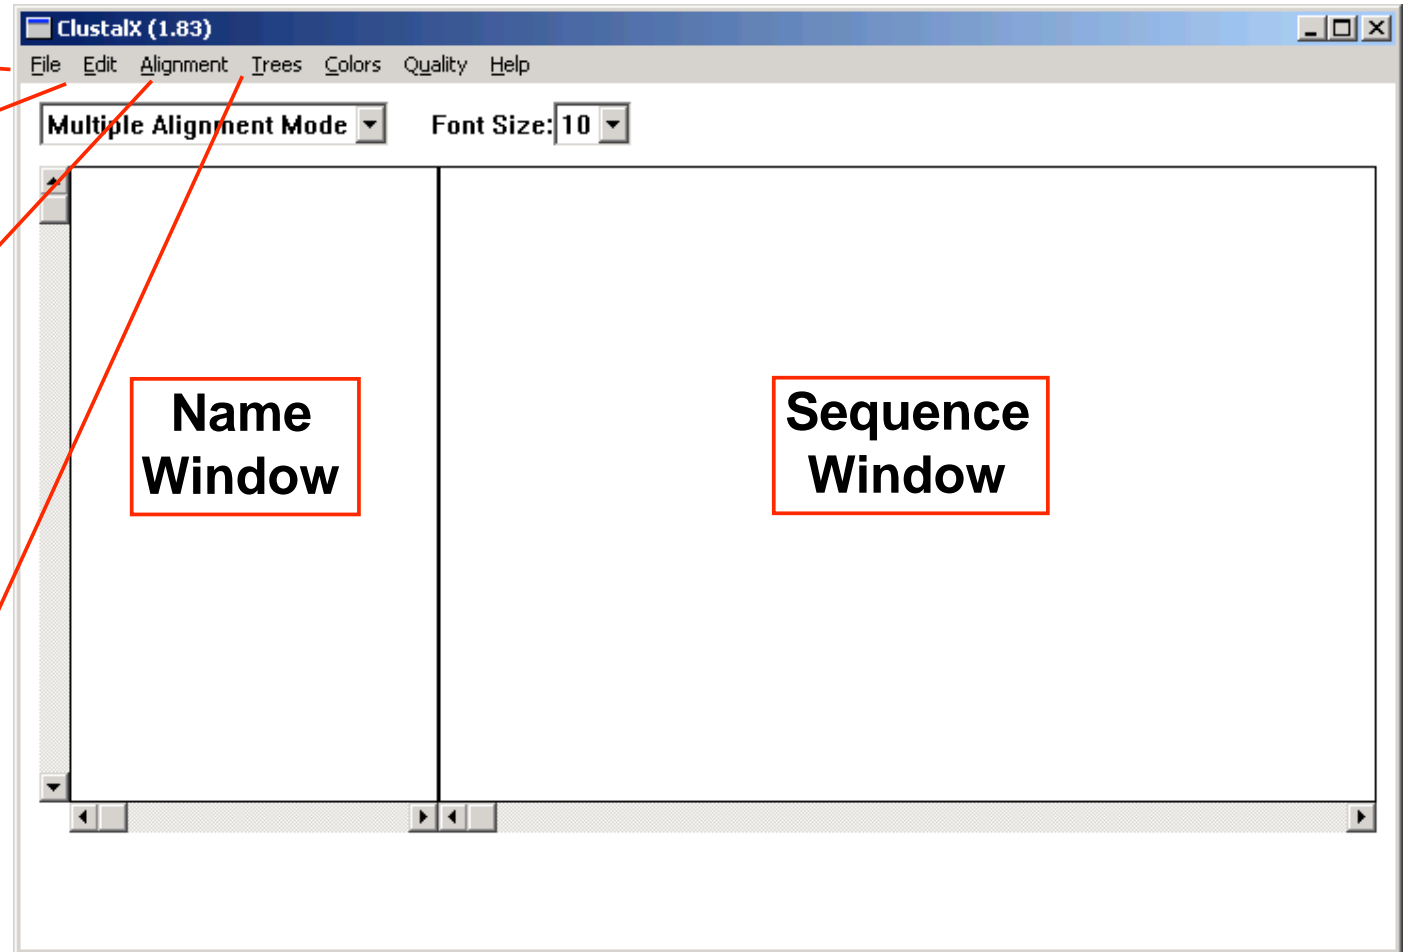 ClustalX (1.83)
File Edit Alignment Trees Colors Quality Help
Multiple Alignment Mode Font Size: 10
Name
Window
Sequence
Window